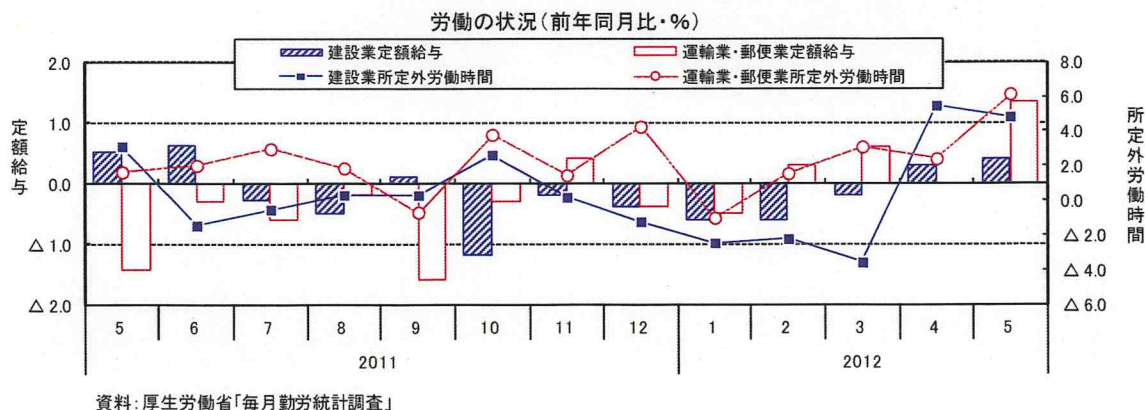 労働の状況(前年同月比・%)
建設業定額給与
運輸業・郵便業定額給与
建設業所定外労働時間
運輸業・郵便業所定外労働時間
定額給与
2.0
1.0
0.0
△ 1.0
△ 2.0
所定外労働時間
8.0
6.0
4.0
2.0
0.0
△ 2.0
△ 4.0
△ 6.0
5 6 7 8 9 10 11 12 1 2 3 4 5
2011 2012
資料:厚生労働省「毎月勤労統計調査」